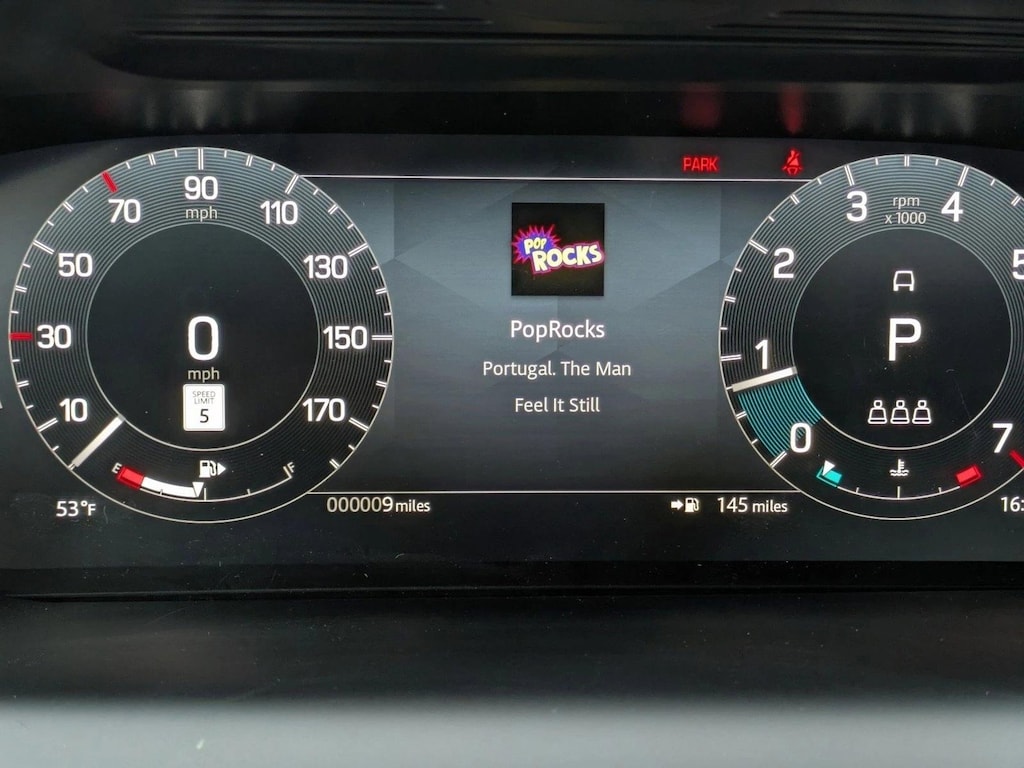 PARK
90
mph
70
110
50
130
30
150
10
170
0
mph
SPEED
LIMIT
5
E
F
53°F
000009 miles
POP
ROCKS
PopRocks
Portugal. The Man
Feel It Still
145 miles
3
rpm
x 1000
4
2
5
1
P
0
7
16: